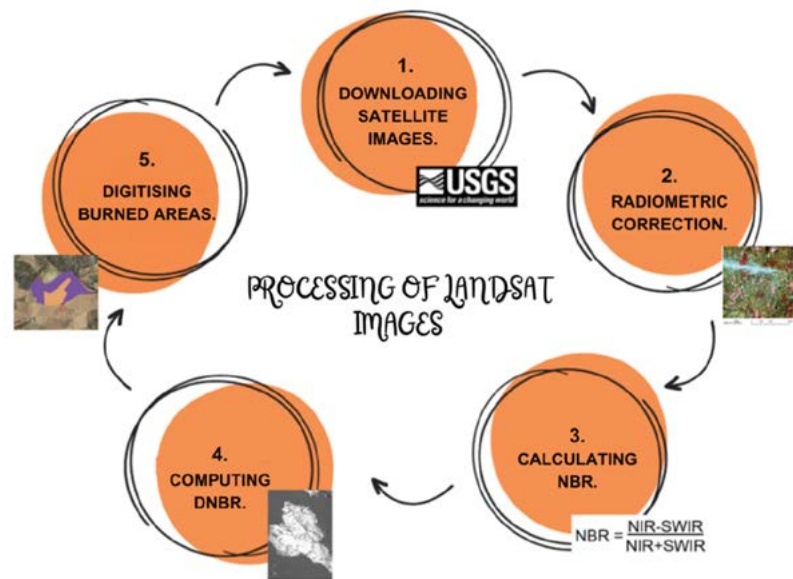 1.
DOWNLOADING
SATELLITE
IMAGES.
USGS
science for a changing world
2.
RADIOMETRIC
CORRECTION.
3.
CALCULATING
NBR.
NBR = NIR-SWIR
NIR+SWIR
4.
COMPUTING
DNBR.
5.
DIGITISING
BURNED AREAS.
PROCESSING OF LANDSAT
IMAGES